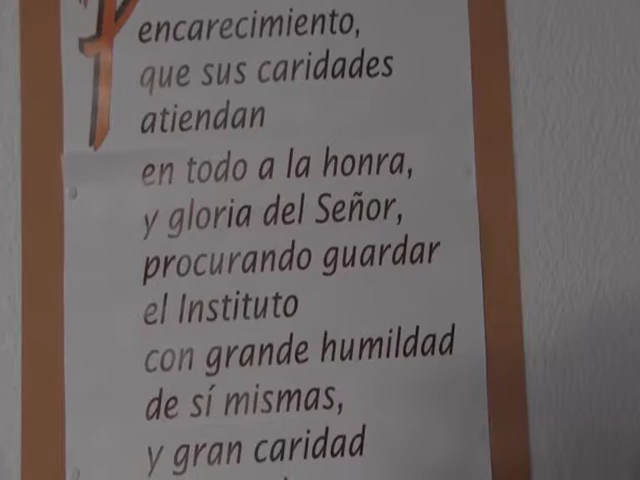 encarecimiento,
que sus caridades
atiendan
en todo a la honra,
y gloria del Señor,
procurando guardar
el Instituto
con grande humildad
de sí mismas,
y gran caridad